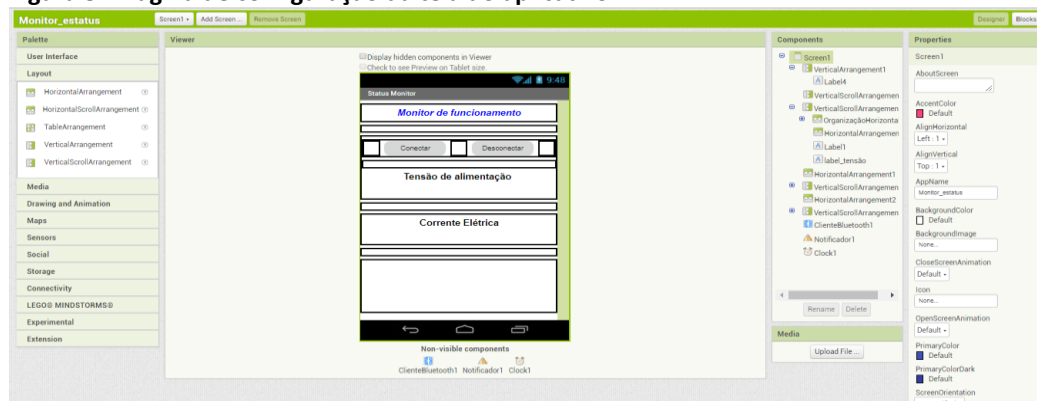 Monitor_estatus
Screen1
Add Screen ...
Remove Screen
Designer
Blocks
Palette
User Interface
Layout
HorizontalArrangement
HorizontalScrollArrangement
TableArrangement
VerticalArrangement
VerticalScrollArrangement
Media
Drawing and Animation
Maps
Sensors
Social
Storage
Connectivity
LEGO® MINDSTORMS®
Experimental
Extension
Viewer
Display hidden components in Viewer
Check to see Preview on Tablet size.
9:48
Status Monitor
Monitor de funcionamento
Conectar
Desconectar
Tensão de alimentação
Corrente Elétrica
Non-visible components
ClienteBluetooth1 Notificador1 Clock1
Components
Screen1
VerticalArrangement1
Label4
VerticalScrollArrangemen
VerticalScrollArrangemen
OrganizaçãoHorizonta
HorizontalArrangemen
Label1
label_tensão
HorizontalArrangement1
VerticalScrollArrangemen
HorizontalArrangement2
VerticalScrollArrangemen
ClienteBluetooth1
Notificador1
Clock1
Rename
Delete
Media
Upload File ...
Properties
Screen1
AboutScreen
AccentColor
Default
AlignHorizontal
Left : 1
AlignVertical
Top : 1
AppName
Monitor_estatus
BackgroundColor
Default
BackgroundImage
None...
CloseScreenAnimation
Default
Icon
None...
OpenScreenAnimation
Default
PrimaryColor
Default
PrimaryColorDark
Default
ScreenOrientation